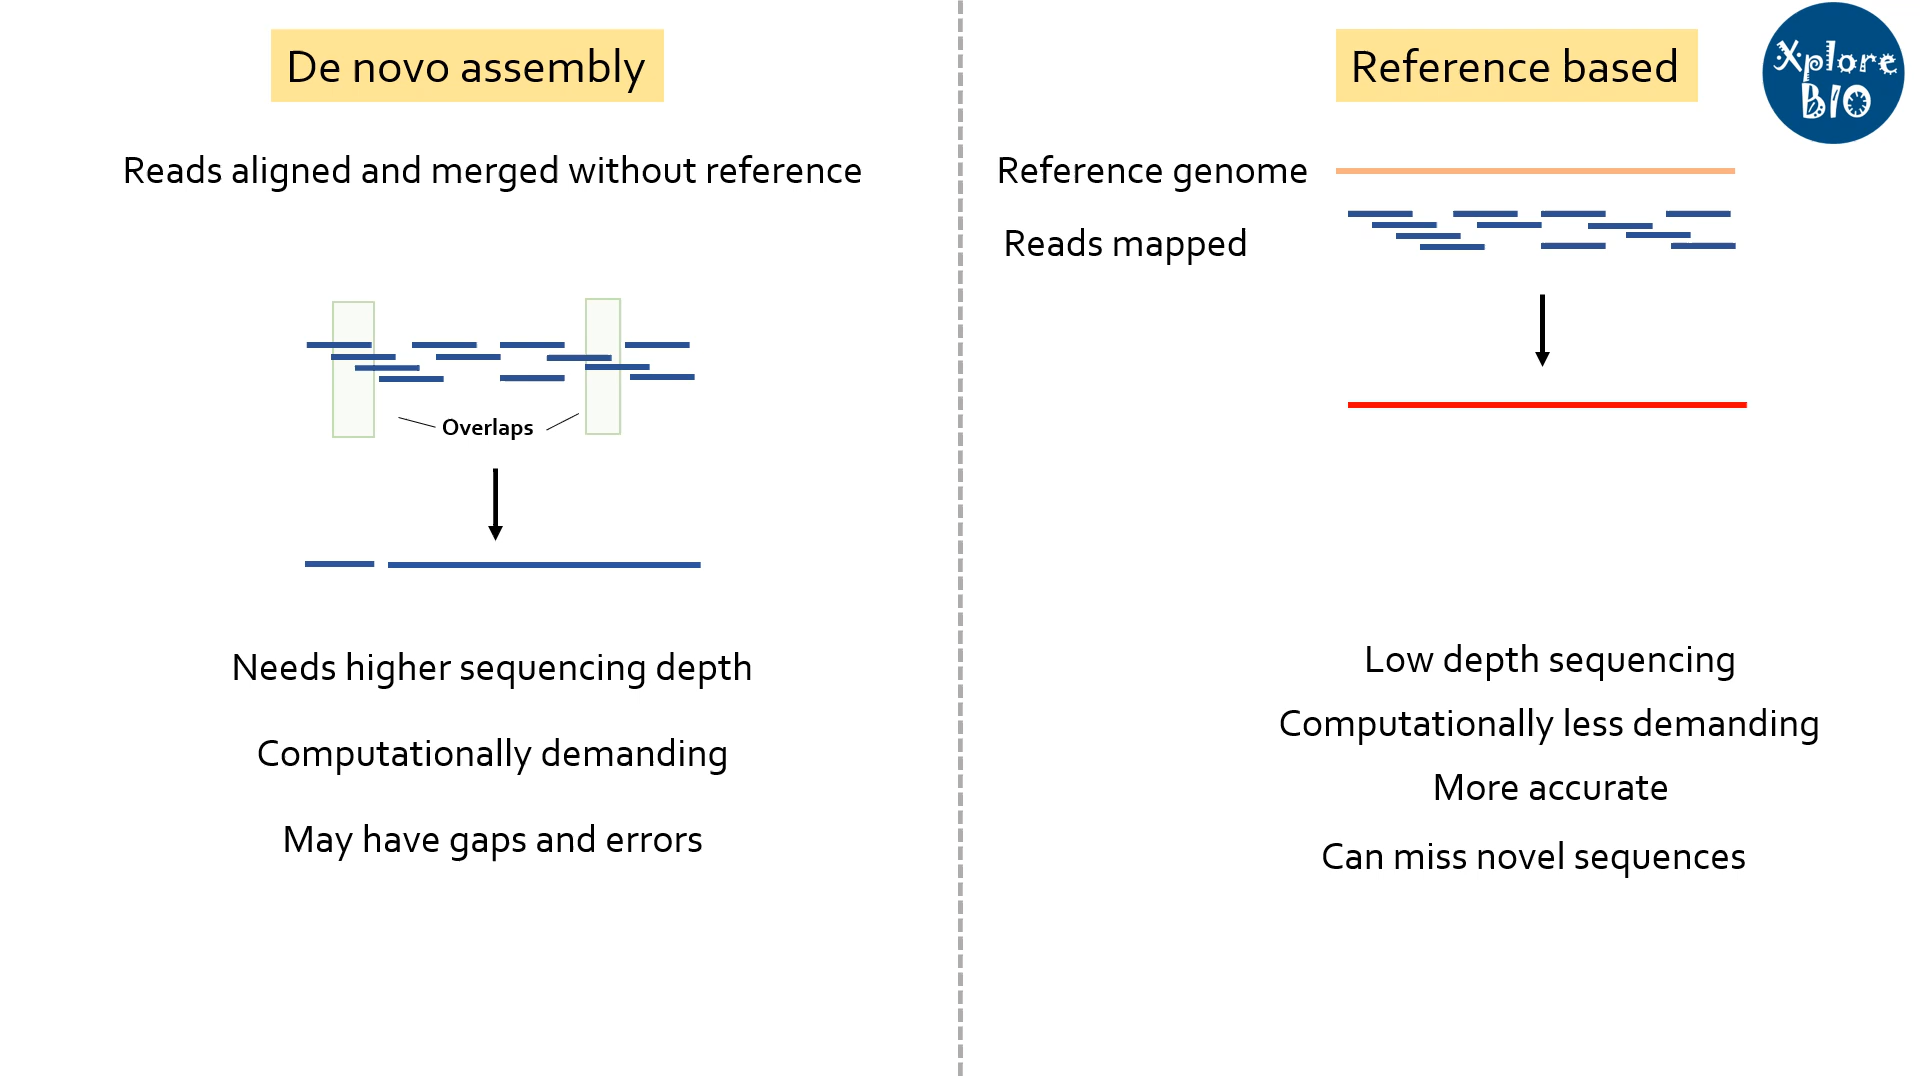 De novo assembly
Reads aligned and merged without reference
Overlaps
Needs higher sequencing depth
Computationally demanding
May have gaps and errors
Reference based
Xplore
BIO
Reference genome
Reads mapped
Low depth sequencing
Computationally less demanding
More accurate
Can miss novel sequences